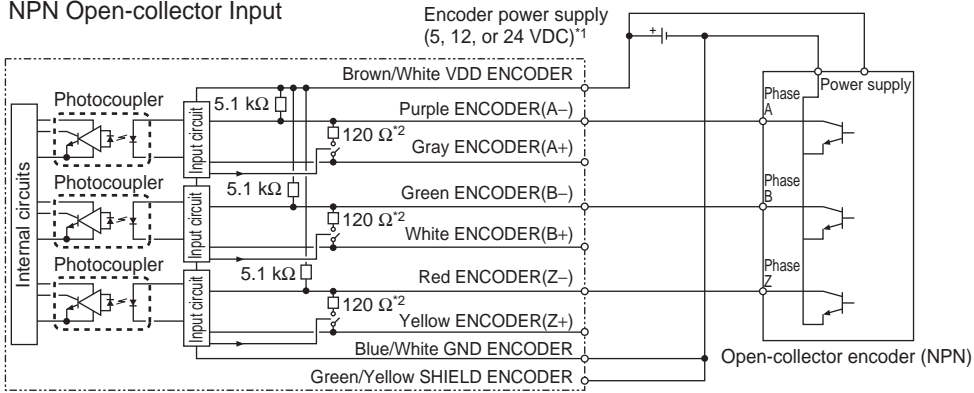 NPN Open-collector Input
Encoder power supply
(5, 12, or 24 VDC)*1
+
Brown/White VDD ENCODER
Power supply
Photocoupler
5.1 kΩ
Purple ENCODER(A−)
Phase
A
Input circuit
120 Ω*2
Gray ENCODER(A+)
Internal circuits
Photocoupler
5.1 kΩ
Green ENCODER(B−)
Phase
B
Input circuit
120 Ω*2
White ENCODER(B+)
Photocoupler
5.1 kΩ
Red ENCODER(Z−)
Phase
Z
Input circuit
120 Ω*2
Yellow ENCODER(Z+)
Blue/White GND ENCODER
Open-collector encoder (NPN)
Green/Yellow SHIELD ENCODER